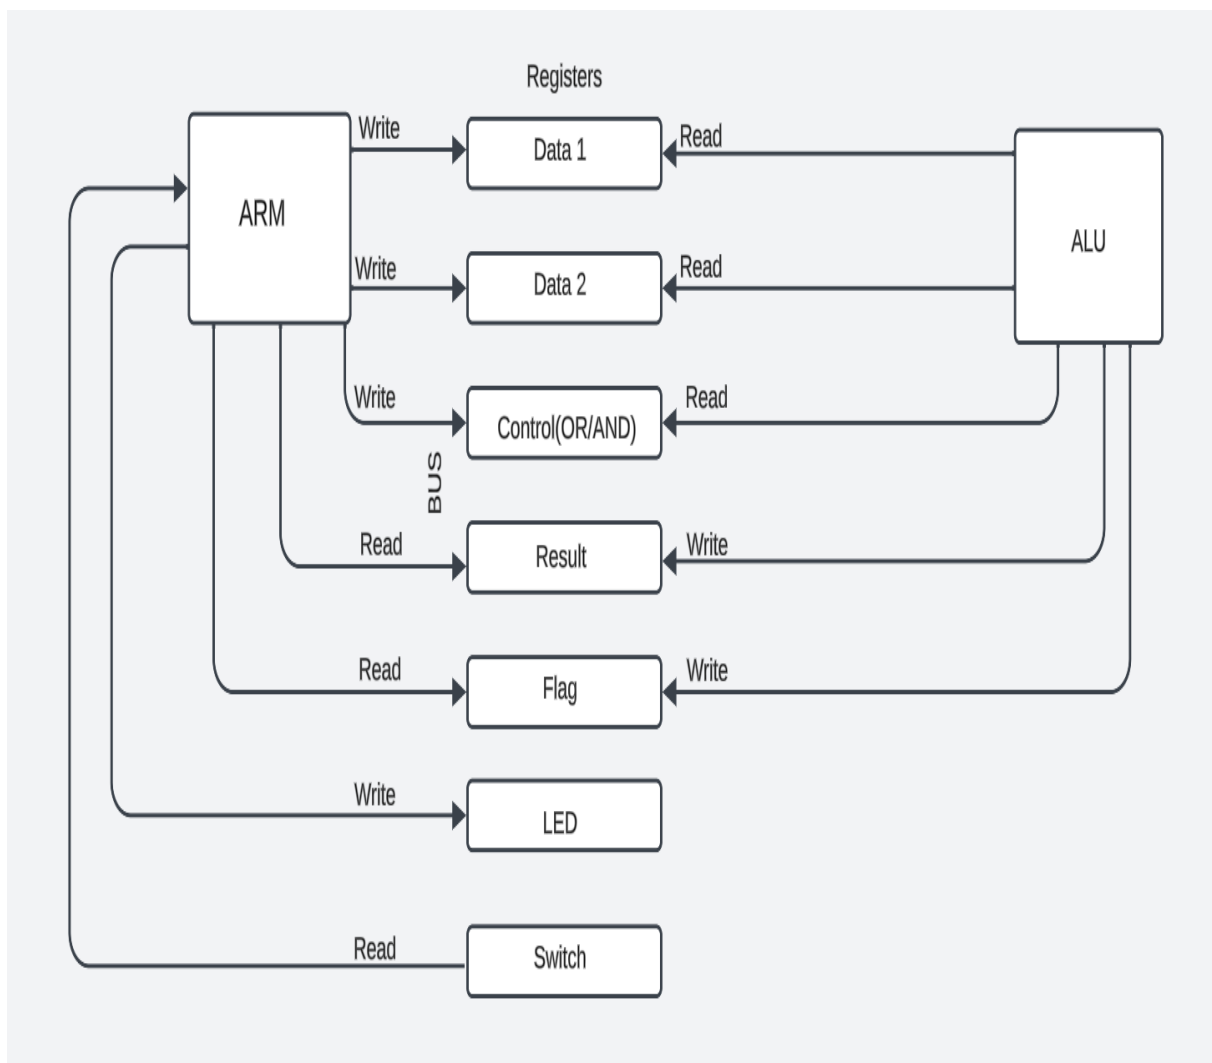 Registers
Write
Data 1
Read
ARM
ALU
Write
Data 2
Read
Write
Control(OR/AND)
Read
BUS
Read
Result
Write
Read
Flag
Write
Write
LED
Read
Switch